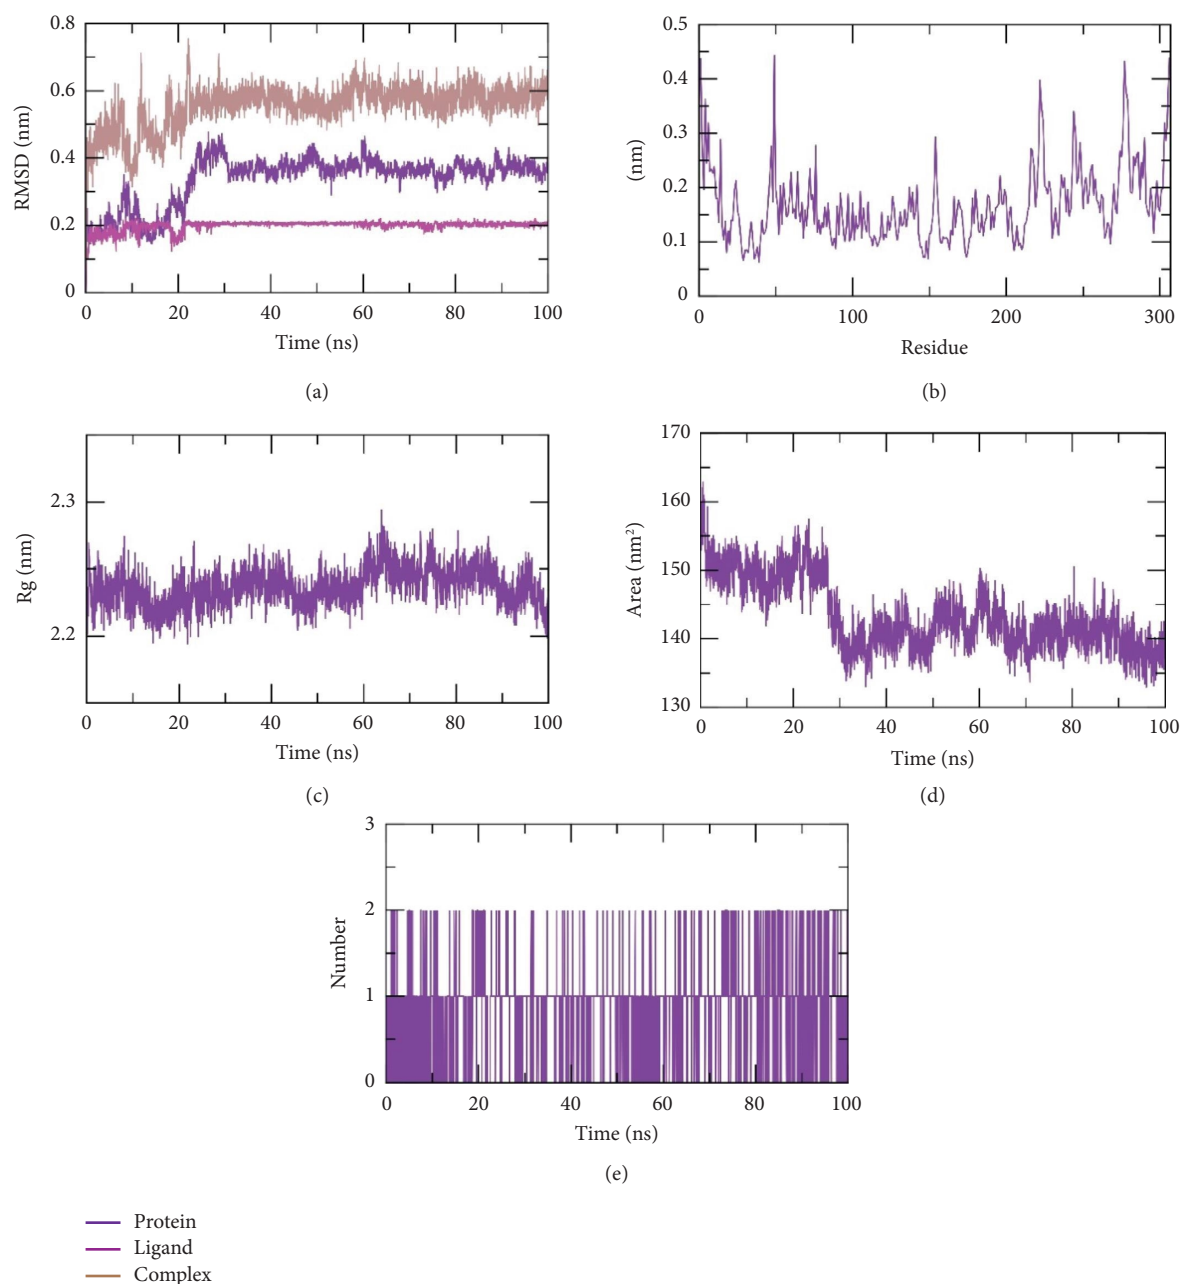 0.8
0.6
0.4
0.2
0
RMSD (nm)
0 20 40 60 80 100
Time (ns)
(a)
0.5
0.4
0.3
0.2
0.1
0
(nm)
0 100 200 300
Residue
(b)
2.3
2.2
Rg (nm)
0 20 40 60 80 100
Time (ns)
(c)
170
160
150
140
130
Area (nm²)
0 20 40 60 80 100
Time (ns)
(d)
3
2
1
0
Number
0 20 40 60 80 100
Time (ns)
(e)
Protein
Ligand
Complex